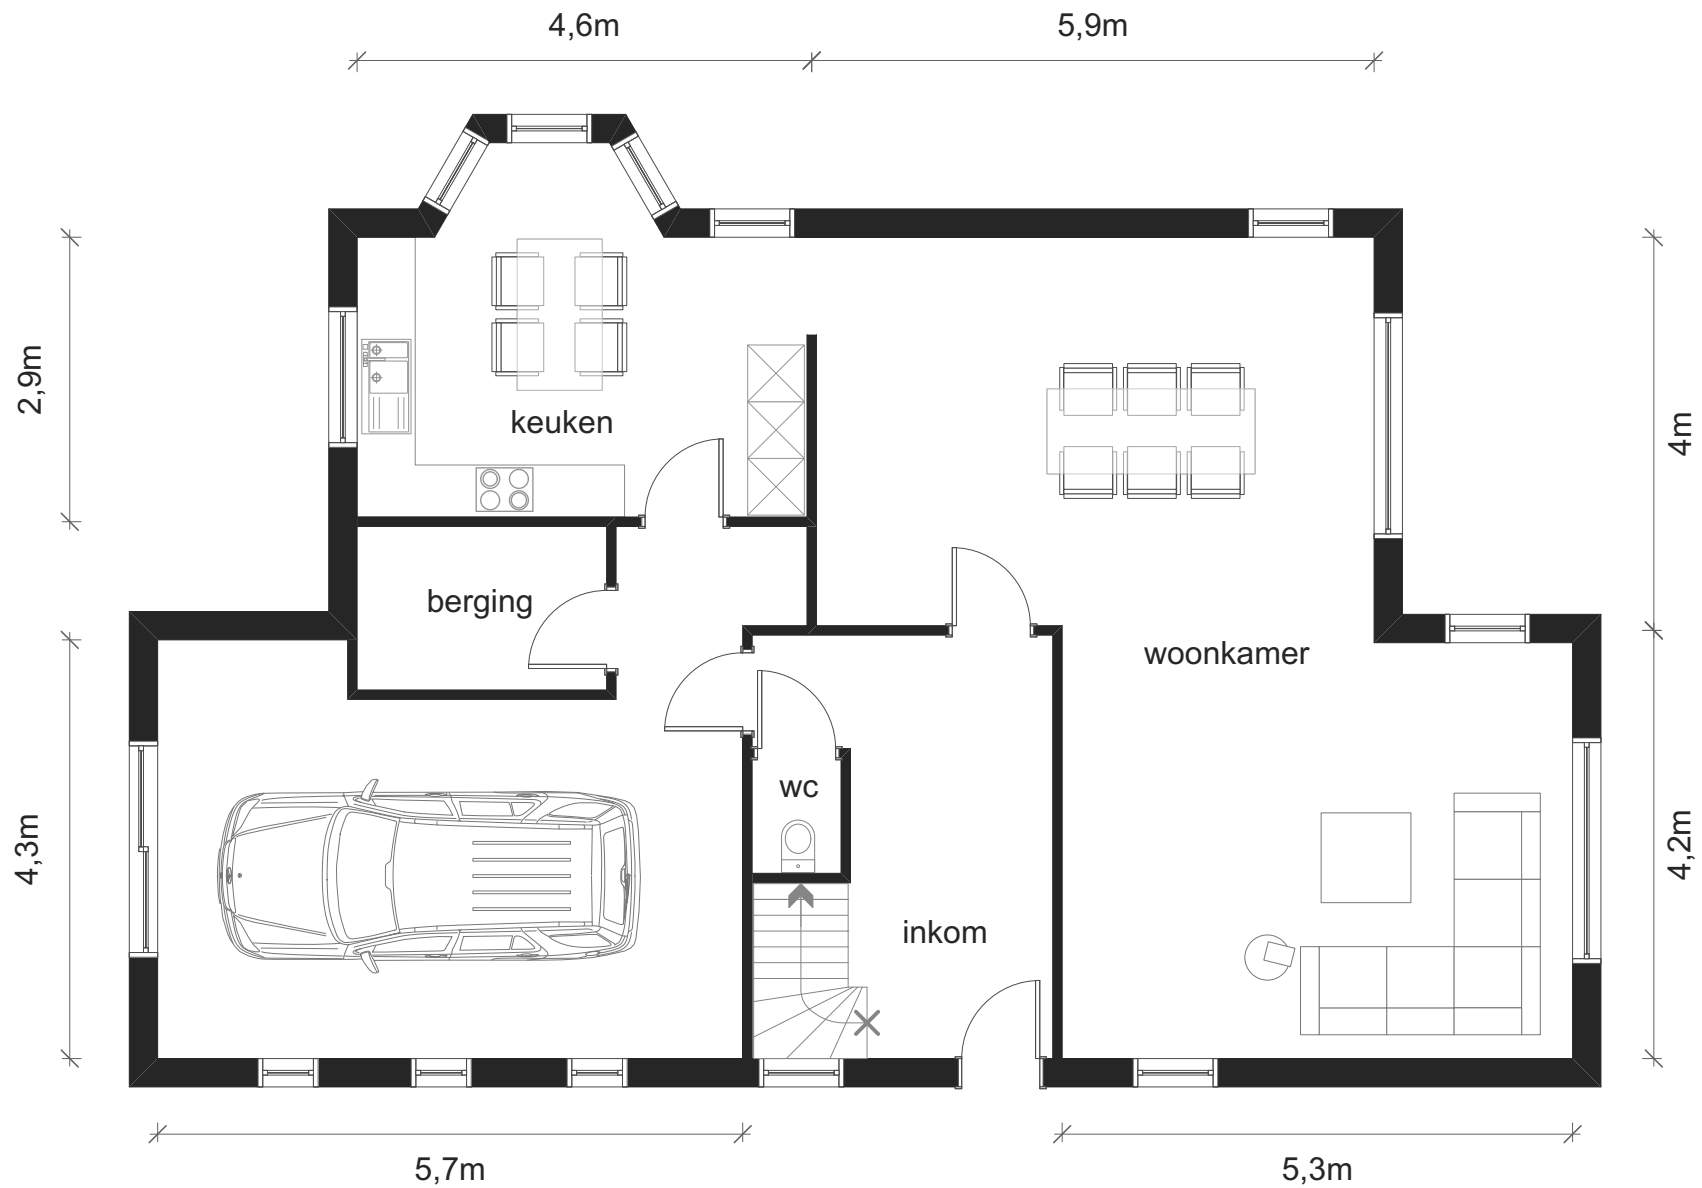 4,6m
5,9m
2,9m
keuken
4m
berging
woonkamer
wc
4,3m
4,2m
inkom
5,7m
5,3m